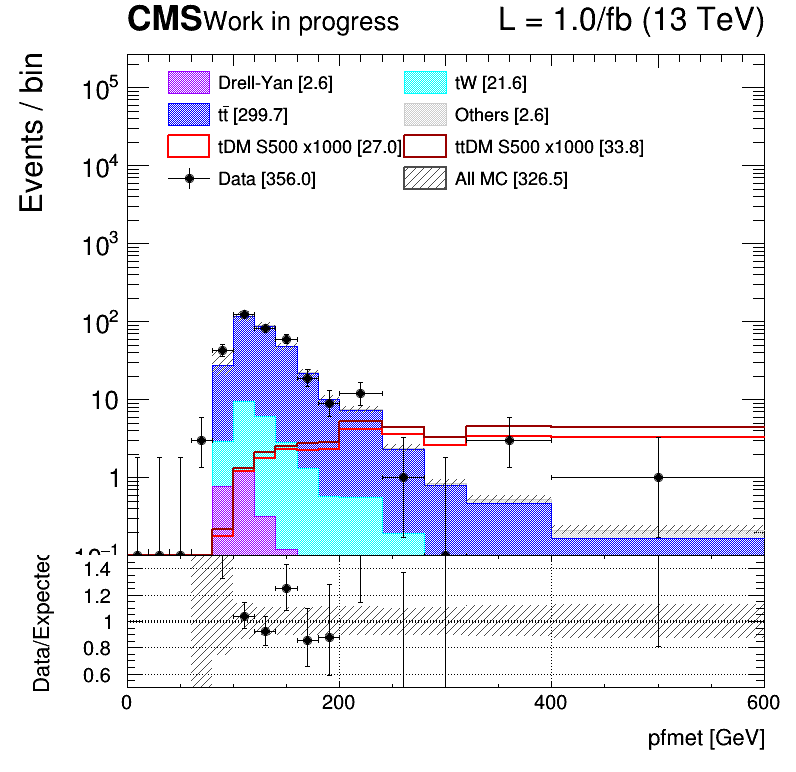 CMS Work in progress L = 1.0/fb (13 TeV)
Events / bin
Drell-Yan [2.6] tW [21.6]
tt̄ [299.7] Others [2.6]
tDM S500 x1000 [27.0] ttDM S500 x1000 [33.8]
Data [356.0] All MC [326.5]
10⁵
10⁴
10³
10²
10
1
10⁻¹
Data/Expected
1.4
1.2
1
0.8
0.6
0 200 400 600
pfmet [GeV]